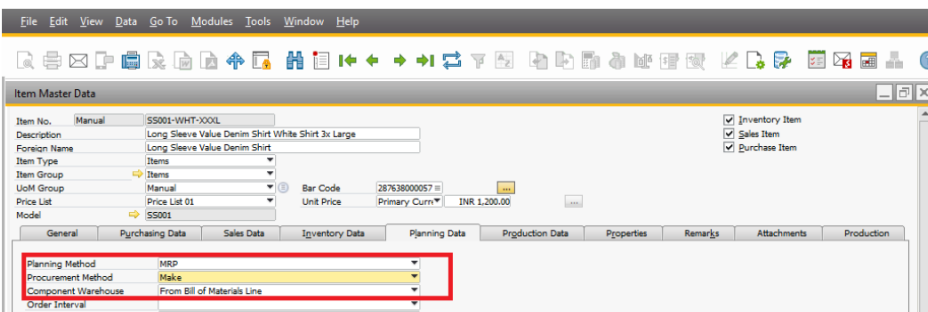 File Edit View Data Go To Modules Tools Window Help
Item Master Data
Item No. Manual SS001-WHT-XXXL Inventory Item
Description Long Sleeve Value Denim Shirt White Shirt 3x Large Sales Item
Foreign Name Long Sleeve Value Denim Shirt Purchase Item
Item Type Items
Item Group Items
UoM Group Manual Bar Code 287638000057
Price List Price List 01 Unit Price Primary Curre INR 1,200.00
Model SS001
General Purchasing Data Sales Data Inventory Data Planning Data Production Data Properties Remarks Attachments Production
Planning Method MRP
Procurement Method Make
Component Warehouse From Bill of Materials Line
Order Interval